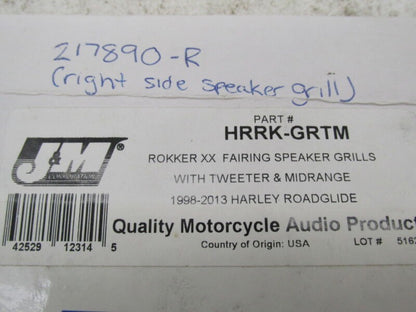 217890-R
(right side speaker grill)
PART #
HRRK-GRTM
J&M
CORPORATION
ROKKER XX FAIRING SPEAKER GRILLS
WITH TWEETER & MIDRANGE
1998-2013 HARLEY ROADGLIDE
Quality Motorcycle Audio Product
Country of Origin: USA
LOT #
42529 12314 5